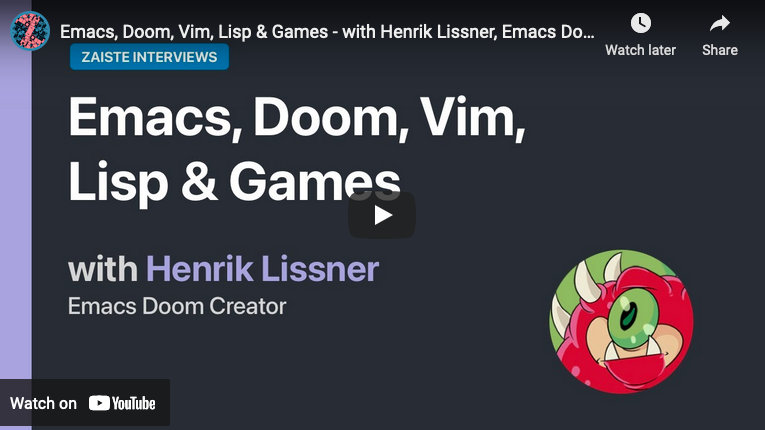 Emacs, Doom, Vim, Lisp & Games - with Henrik Lissner, Emacs Do...
Watch later
Share
ZAISTE INTERVIEWS
Emacs, Doom, Vim,
Lisp & Games
with Henrik Lissner
Emacs Doom Creator
Watch on YouTube